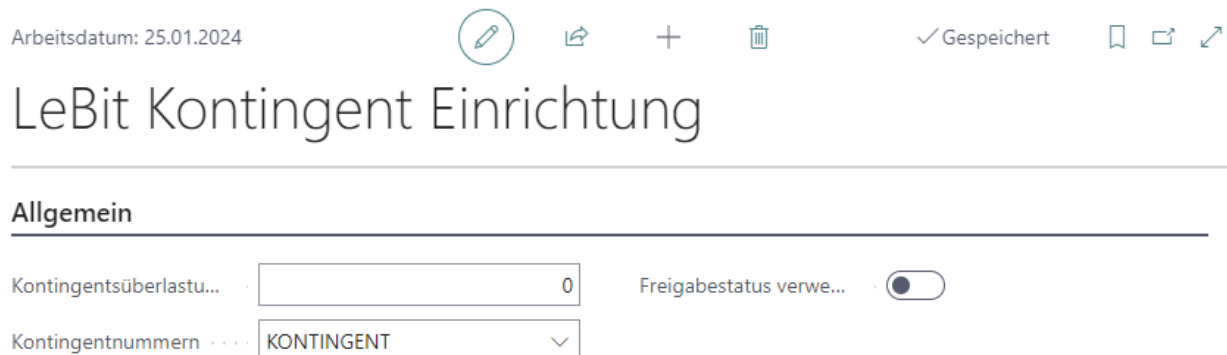 Arbeitsdatum: 25.01.2024 Gespeichert
LeBit Kontingent Einrichtung
Allgemein
Kontingentsüberlastu... 0 Freigabestatus verwe...
Kontingentnummern KONTINGENT